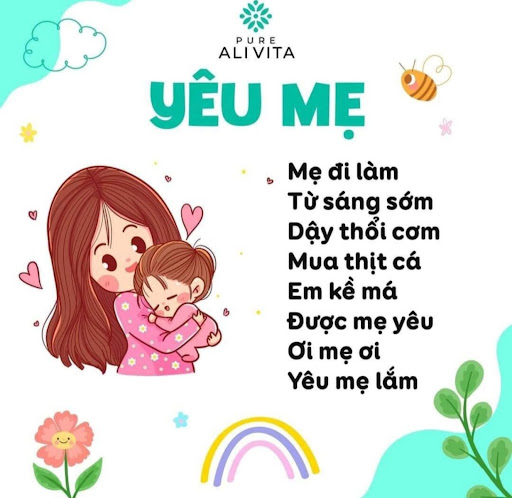 PURE
ALIVITA
YÊU MẸ
Mẹ đi làm
Từ sáng sớm
Dậy thổi cơm
Mua thịt cá
Em kề má
Được mẹ yêu
Ơi mẹ ơi
Yêu mẹ lắm